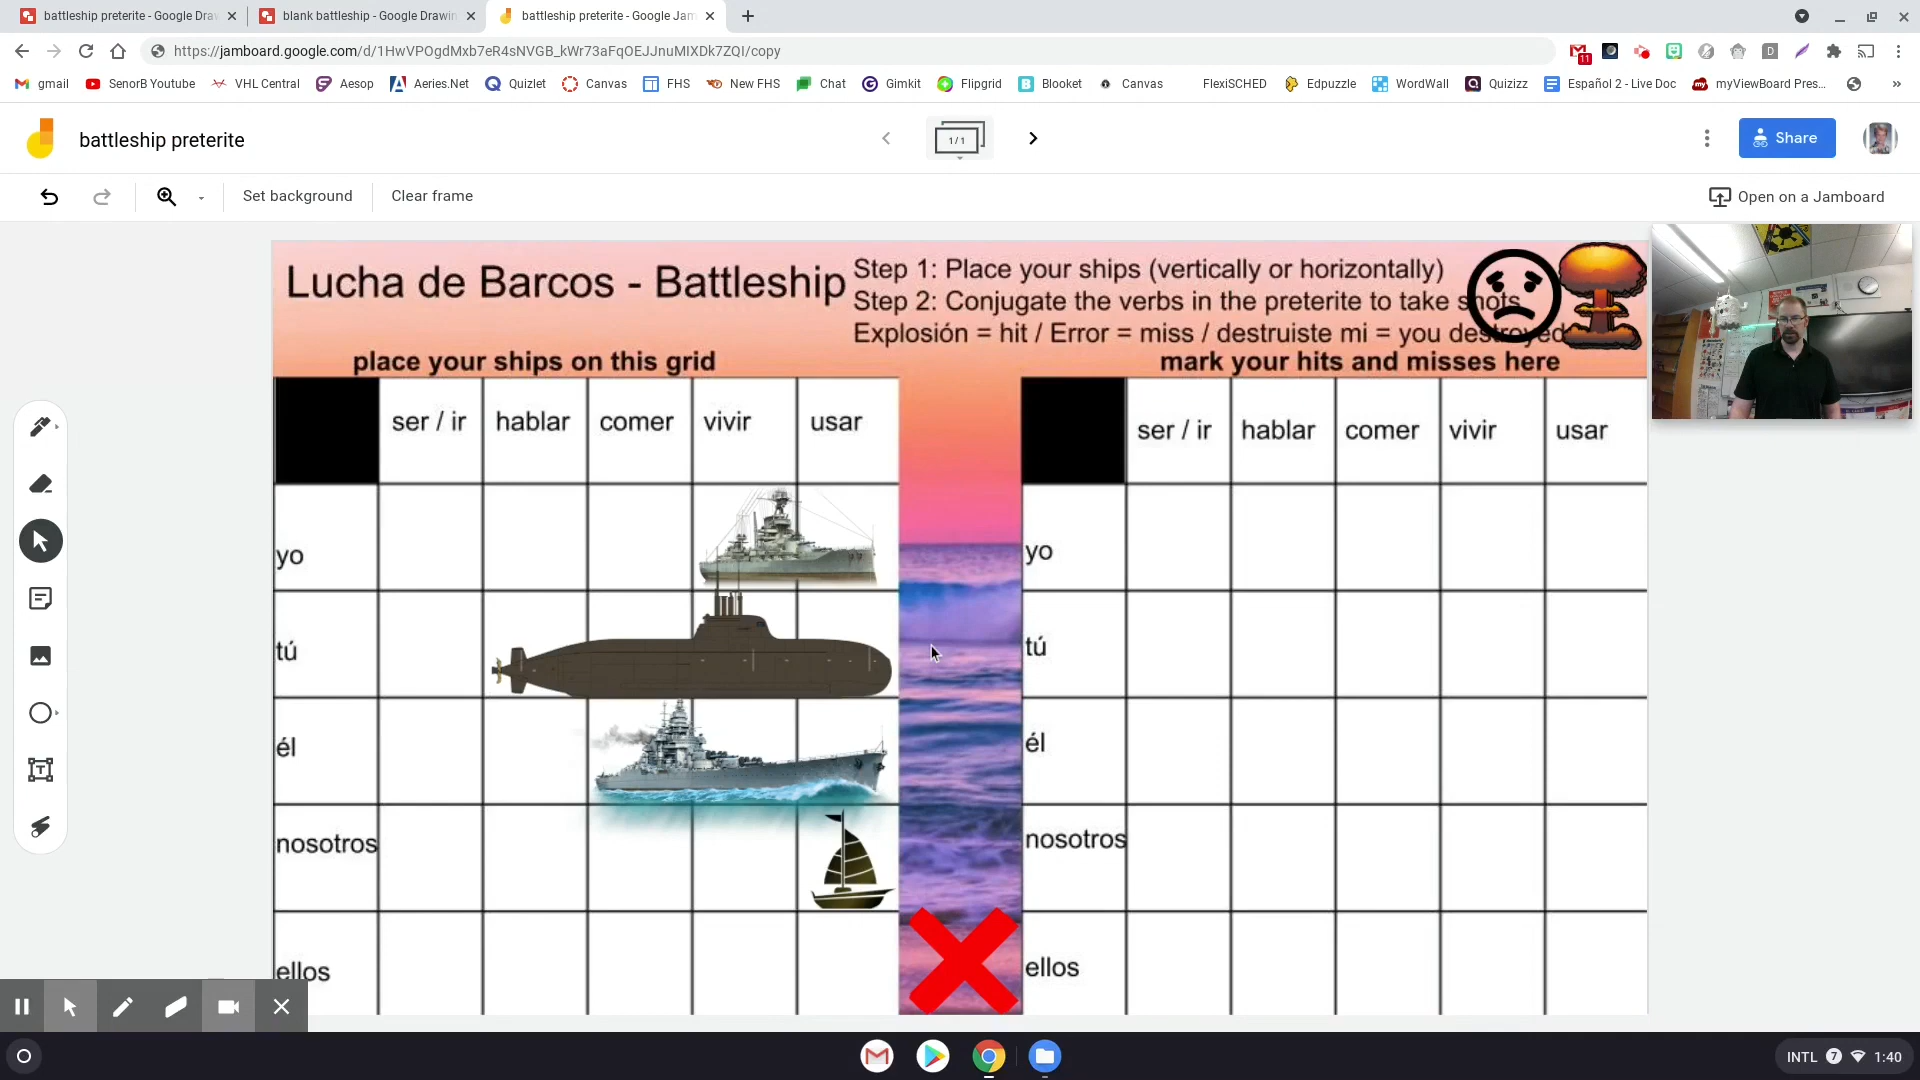 battleship preterite - Google Dra
blank battleship - Google Drawin
battleship preterite - Google Jam
https://jamboard.google.com/d/1HwVPOgdMxb7eR4sNVGB_kWr73aFqOEJJnuMIXDk7ZQI/copy
11
gmail
SenorB Youtube
VHL Central
Aesop
Aeries.Net
Quizlet
Canvas
FHS
New FHS
Chat
Gimkit
Flipgrid
Blooket
Canvas
FlexiSCHED
Edpuzzle
WordWall
Quizizz
Español 2 - Live Doc
myViewBoard Pres...
battleship preterite
1/1
Share
Set background
Clear frame
Open on a Jamboard
Lucha de Barcos - Battleship
Step 1: Place your ships (vertically or horizontally)
Step 2: Conjugate the verbs in the preterite to take shots
Explosión = hit / Error = miss / destruiste mi = you destroyed
place your ships on this grid
mark your hits and misses here
ser / ir hablar comer vivir usar
ser / ir hablar comer vivir usar
yo
yo
tú
tú
él
él
nosotros
nosotros
ellos
ellos
INTL 7 1:40